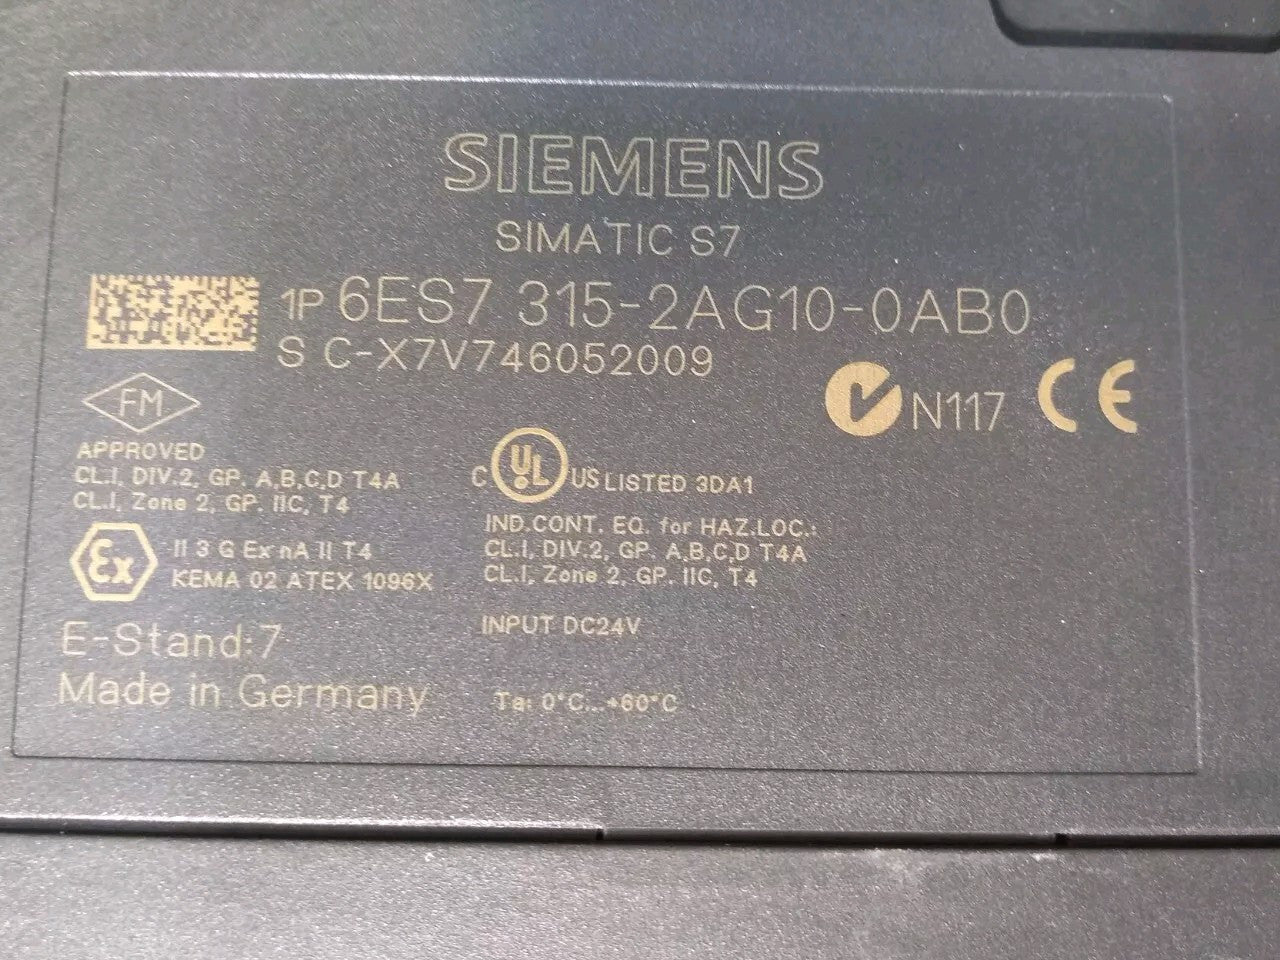 SIEMENS
SIMATIC S7
1P 6ES7 315-2AG10-0AB0
S C-X7V746052009
N117 CE
FM
APPROVED
CL.I, DIV.2, GP. A,B,C,D T4A
CL.I, Zone 2, GP. IIC, T4
Ex II 3 G Ex nA II T4
KEMA 02 ATEX 1096X
E-Stand:7
Made in Germany
C UL US LISTED 3DA1
IND.CONT. EQ. for HAZ.LOC.:
CL.I, DIV.2, GP. A,B,C,D T4A
CL.I, Zone 2, GP. IIC, T4
INPUT DC24V
Ta: 0°C...+60°C